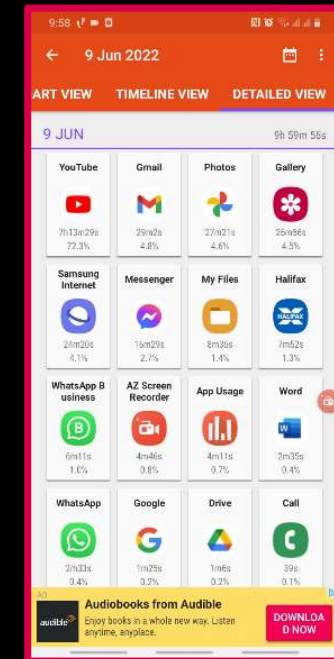 9:58
9 Jun 2022
ART VIEW TIMELINE VIEW DETAILED VIEW
9 JUN 9h 59m 56s
YouTube Gmail Photos Gallery
7h13m29s 29m2s 27m21s 26m56s
72.3% 4.8% 4.6% 4.5%
Samsung Internet Messenger My Files Halifax
HALIFAX
24m20s 16m29s 8m35s 7m52s
4.1% 2.7% 1.4% 1.3%
WhatsApp B usiness AZ Screen Recorder App Usage Word
B W
6m11s 4m46s 4m11s 2m35s
1.0% 0.8% 0.7% 0.4%
WhatsApp Google Drive Call
G C
2m33s 1m25s 1m6s 39s
0.4% 0.2% 0.2% 0.1%
AD
audible
Audiobooks from Audible
Enjoy books in a whole new way. Listen
anytime, anyplace.
DOWNLOA
D NOW